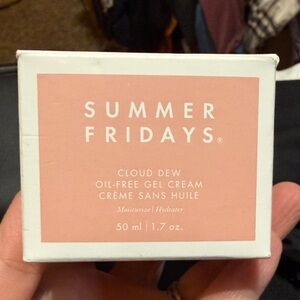 SUMMER
FRIDAYS®
CLOUD DEW
OIL-FREE GEL CREAM
CRÈME SANS HUILE
Moisturize | Hydrater
50 ml | 1.7 oz.